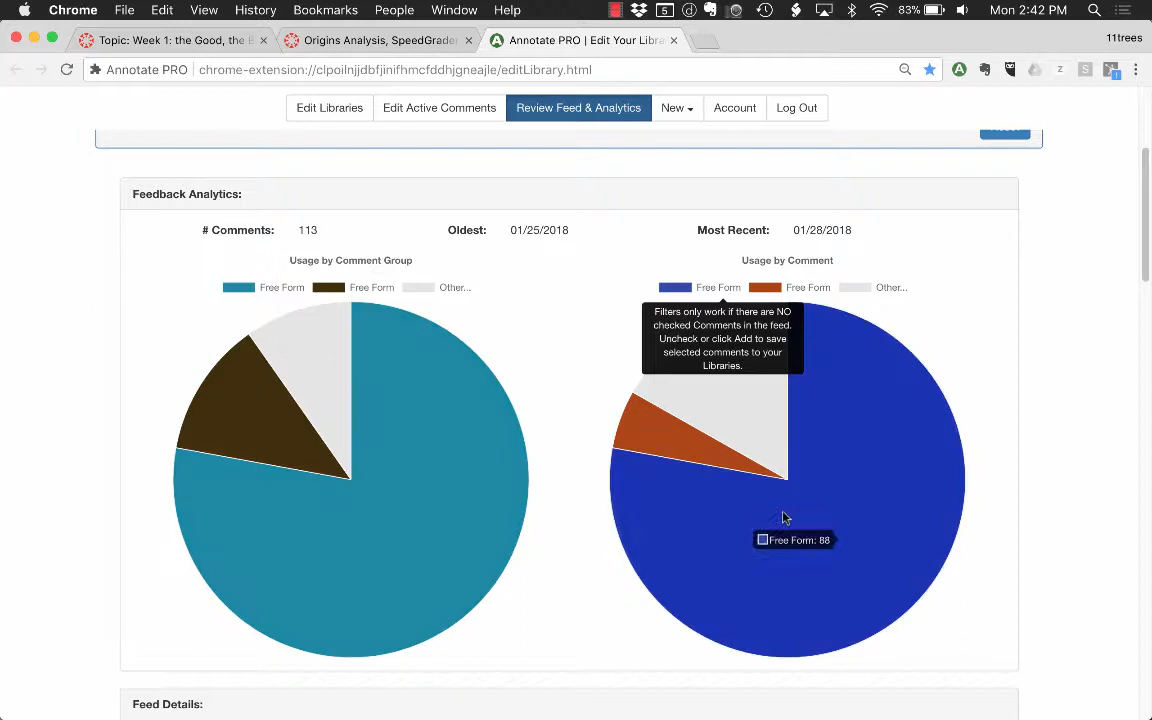 Chrome File Edit View History Bookmarks People Window Help 5 83% Mon 2:42 PM
Topic: Week 1: the Good, the B × Origins Analysis, SpeedGrader × A Annotate PRO | Edit Your Libra × 11trees
Annotate PRO | chrome-extension://clpoilnjjdbfjinifhmcfddhjgneajle/editLibrary.html
Edit Libraries Edit Active Comments Review Feed & Analytics New Account Log Out
Feedback Analytics:
# Comments: 113 Oldest: 01/25/2018 Most Recent: 01/28/2018
Usage by Comment Group Usage by Comment
Free Form Free Form Other... Free Form Free Form Other...
Filters only work if there are NO
checked Comments in the feed.
Uncheck or click Add to save
selected comments to your
Libraries.
Free Form: 88
Feed Details: